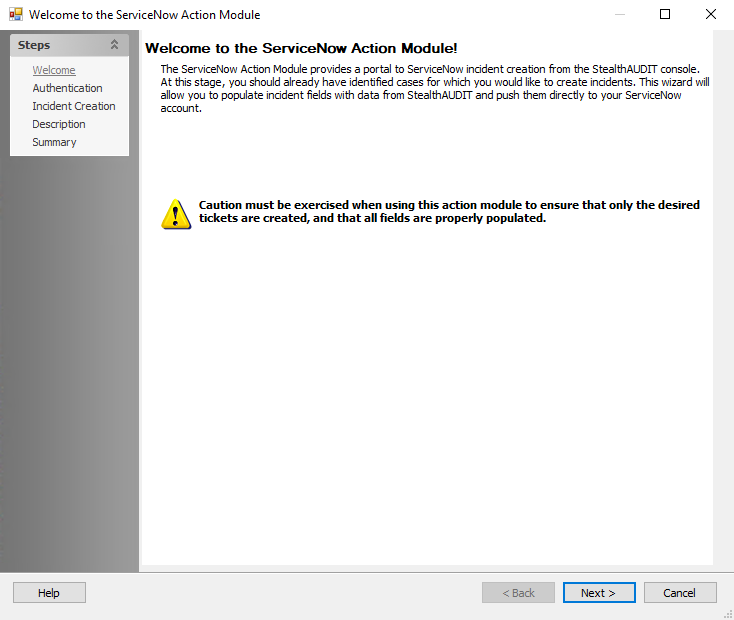 Welcome to the ServiceNow Action Module
Steps
Welcome
Authentication
Incident Creation
Description
Summary
Welcome to the ServiceNow Action Module!
The ServiceNow Action Module provides a portal to ServiceNow incident creation from the StealthAUDIT console.
At this stage, you should already have identified cases for which you would like to create incidents. This wizard will
allow you to populate incident fields with data from StealthAUDIT and push them directly to your ServiceNow
account.
Caution must be exercised when using this action module to ensure that only the desired
tickets are created, and that all fields are properly populated.
Help
< Back
Next >
Cancel